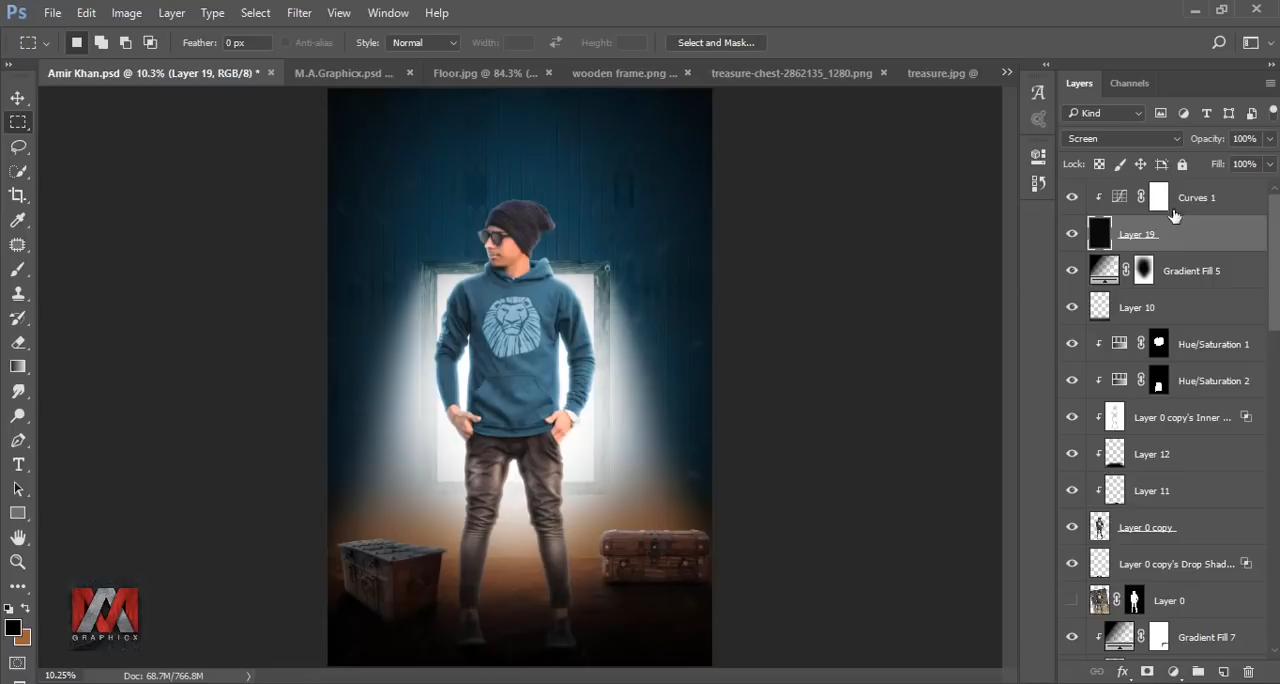 Ps File Edit Image Layer Type Select Filter View Window Help
Feather: 0 px Anti-alias Style: Normal Width: Height: Select and Mask...
Amir Khan.psd @ 10.3% (Layer 19, RGB/8) * × M.A.Graphicx.psd ... × Floor.jpg @ 84.3% (... × wooden frame.png ... × treasure-chest-2862135_1280.png × treasure.jpg @
Layers Channels
Kind
Screen Opacity: 100%
Lock: Fill: 100%
Curves 1
Layer 19
Gradient Fill 5
Layer 10
Hue/Saturation 1
Hue/Saturation 2
Layer 0 copy's Inner ...
Layer 12
Layer 11
Layer 0 copy
Layer 0 copy's Drop Shad...
Layer 0
Gradient Fill 7
GRAPHICX
10.25% Doc: 68.7M/766.8M